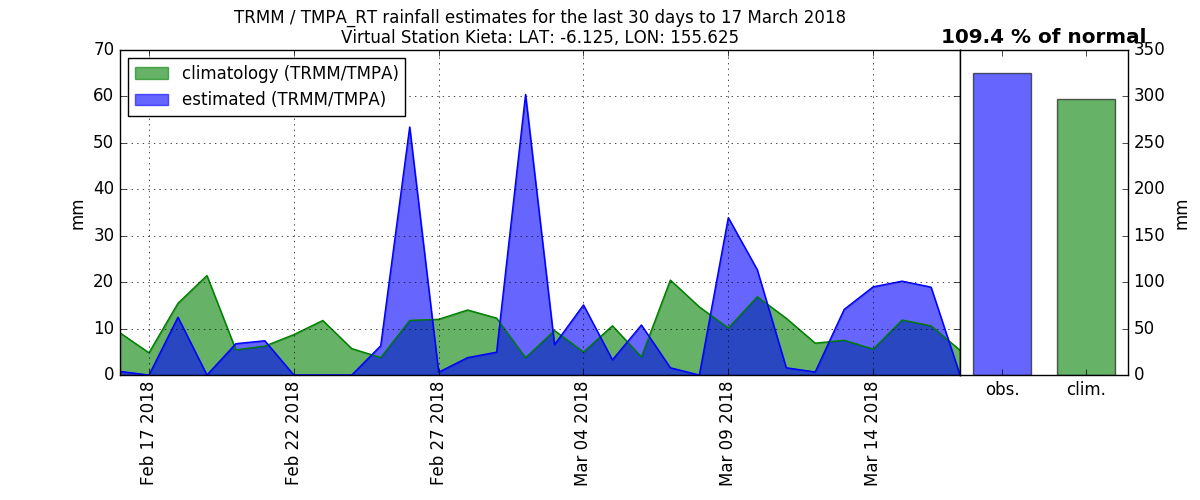 TRMM / TMPA_RT rainfall estimates for the last 30 days to 17 March 2018
Virtual Station Kieta: LAT: -6.125, LON: 155.625
109.4 % of normal
climatology (TRMM/TMPA)
estimated (TRMM/TMPA)
70
60
50
40
30
20
10
0
mm
Feb 17 2018
Feb 22 2018
Feb 27 2018
Mar 04 2018
Mar 09 2018
Mar 14 2018
350
300
250
200
150
100
50
0
mm
obs.
clim.